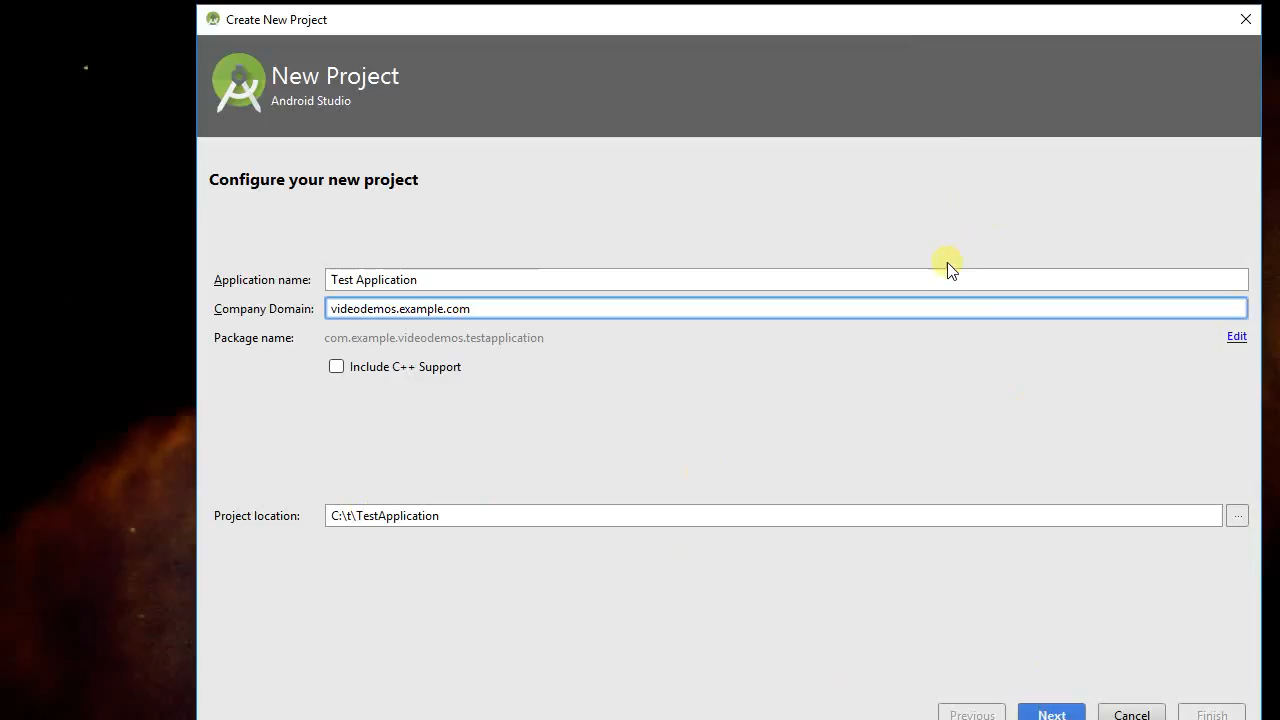 Create New Project
New Project
Android Studio
Configure your new project
Application name: Test Application
Company Domain: videodemos.example.com
Package name: com.example.videodemos.testapplication Edit
Include C++ Support
Project location: C:\t\TestApplication ...
Previous Next Cancel Finish